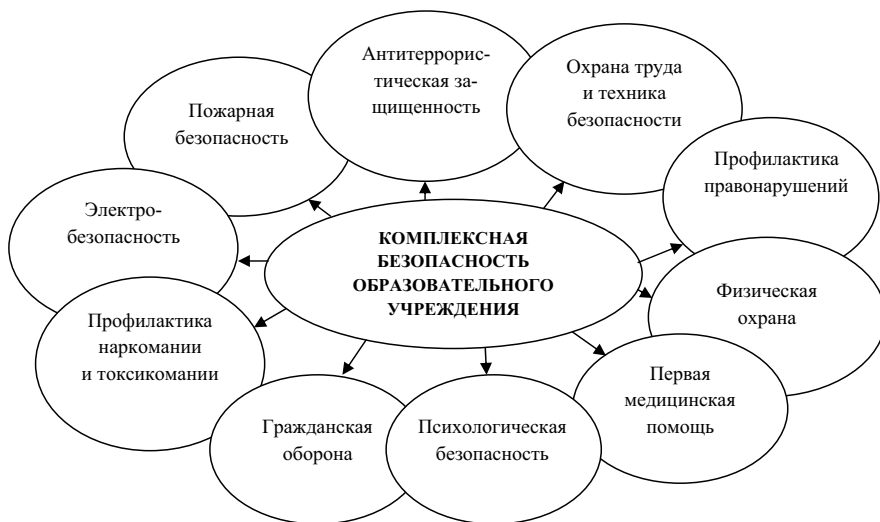 Антитеррорис-
тическая за-
щищенность
Охрана труда
и техника
безопасности
Пожарная
безопасность
Профилактика
правонарушений
Электро-
безопасность
КОМПЛЕКСНАЯ
БЕЗОПАСНОСТЬ
ОБРАЗОВАТЕЛЬНОГО
УЧРЕЖДЕНИЯ
Физическая
охрана
Профилактика
наркомании
и токсикомании
Первая
медицинская
помощь
Гражданская
оборона
Психологическая
безопасность